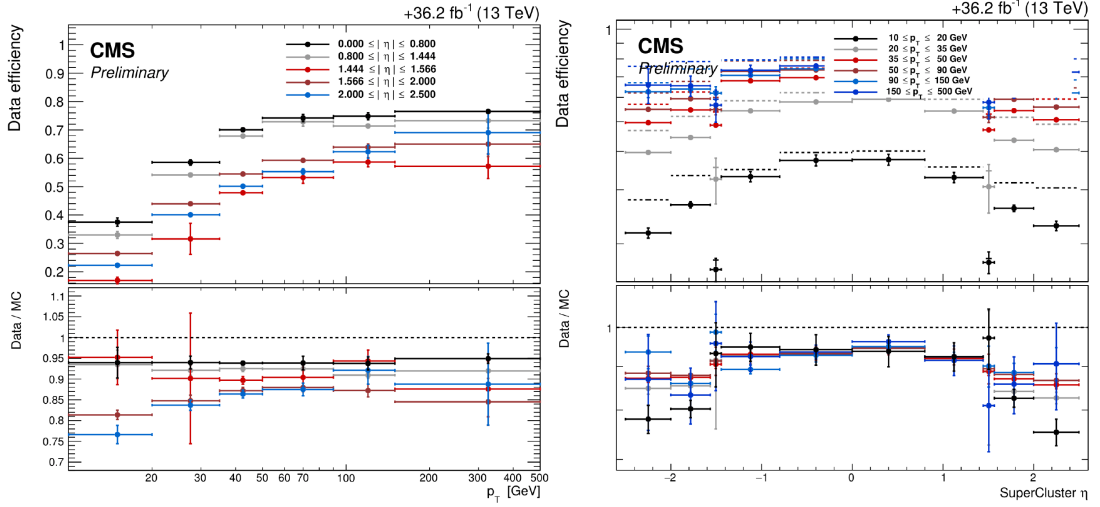 +36.2 fb⁻¹ (13 TeV)
CMS
Preliminary
0.000 ≤ | η | ≤ 0.800
0.800 ≤ | η | ≤ 1.444
1.444 ≤ | η | ≤ 1.566
1.566 ≤ | η | ≤ 2.000
2.000 ≤ | η | ≤ 2.500
Data efficiency
1
0.9
0.8
0.7
0.6
0.5
0.4
0.3
0.2
Data / MC
1.1
1.05
1
0.95
0.9
0.85
0.8
0.75
0.7
20 30 40 50 60 70 100 200 300 400 500
p_T [GeV]
+36.2 fb⁻¹ (13 TeV)
CMS
Preliminary
10 ≤ p_T ≤ 20 GeV
20 ≤ p_T ≤ 35 GeV
35 ≤ p_T ≤ 50 GeV
50 ≤ p_T ≤ 90 GeV
90 ≤ p_T ≤ 150 GeV
150 ≤ p_T ≤ 500 GeV
Data efficiency
1
Data / MC
1
−2 −1 0 1 2
SuperCluster η